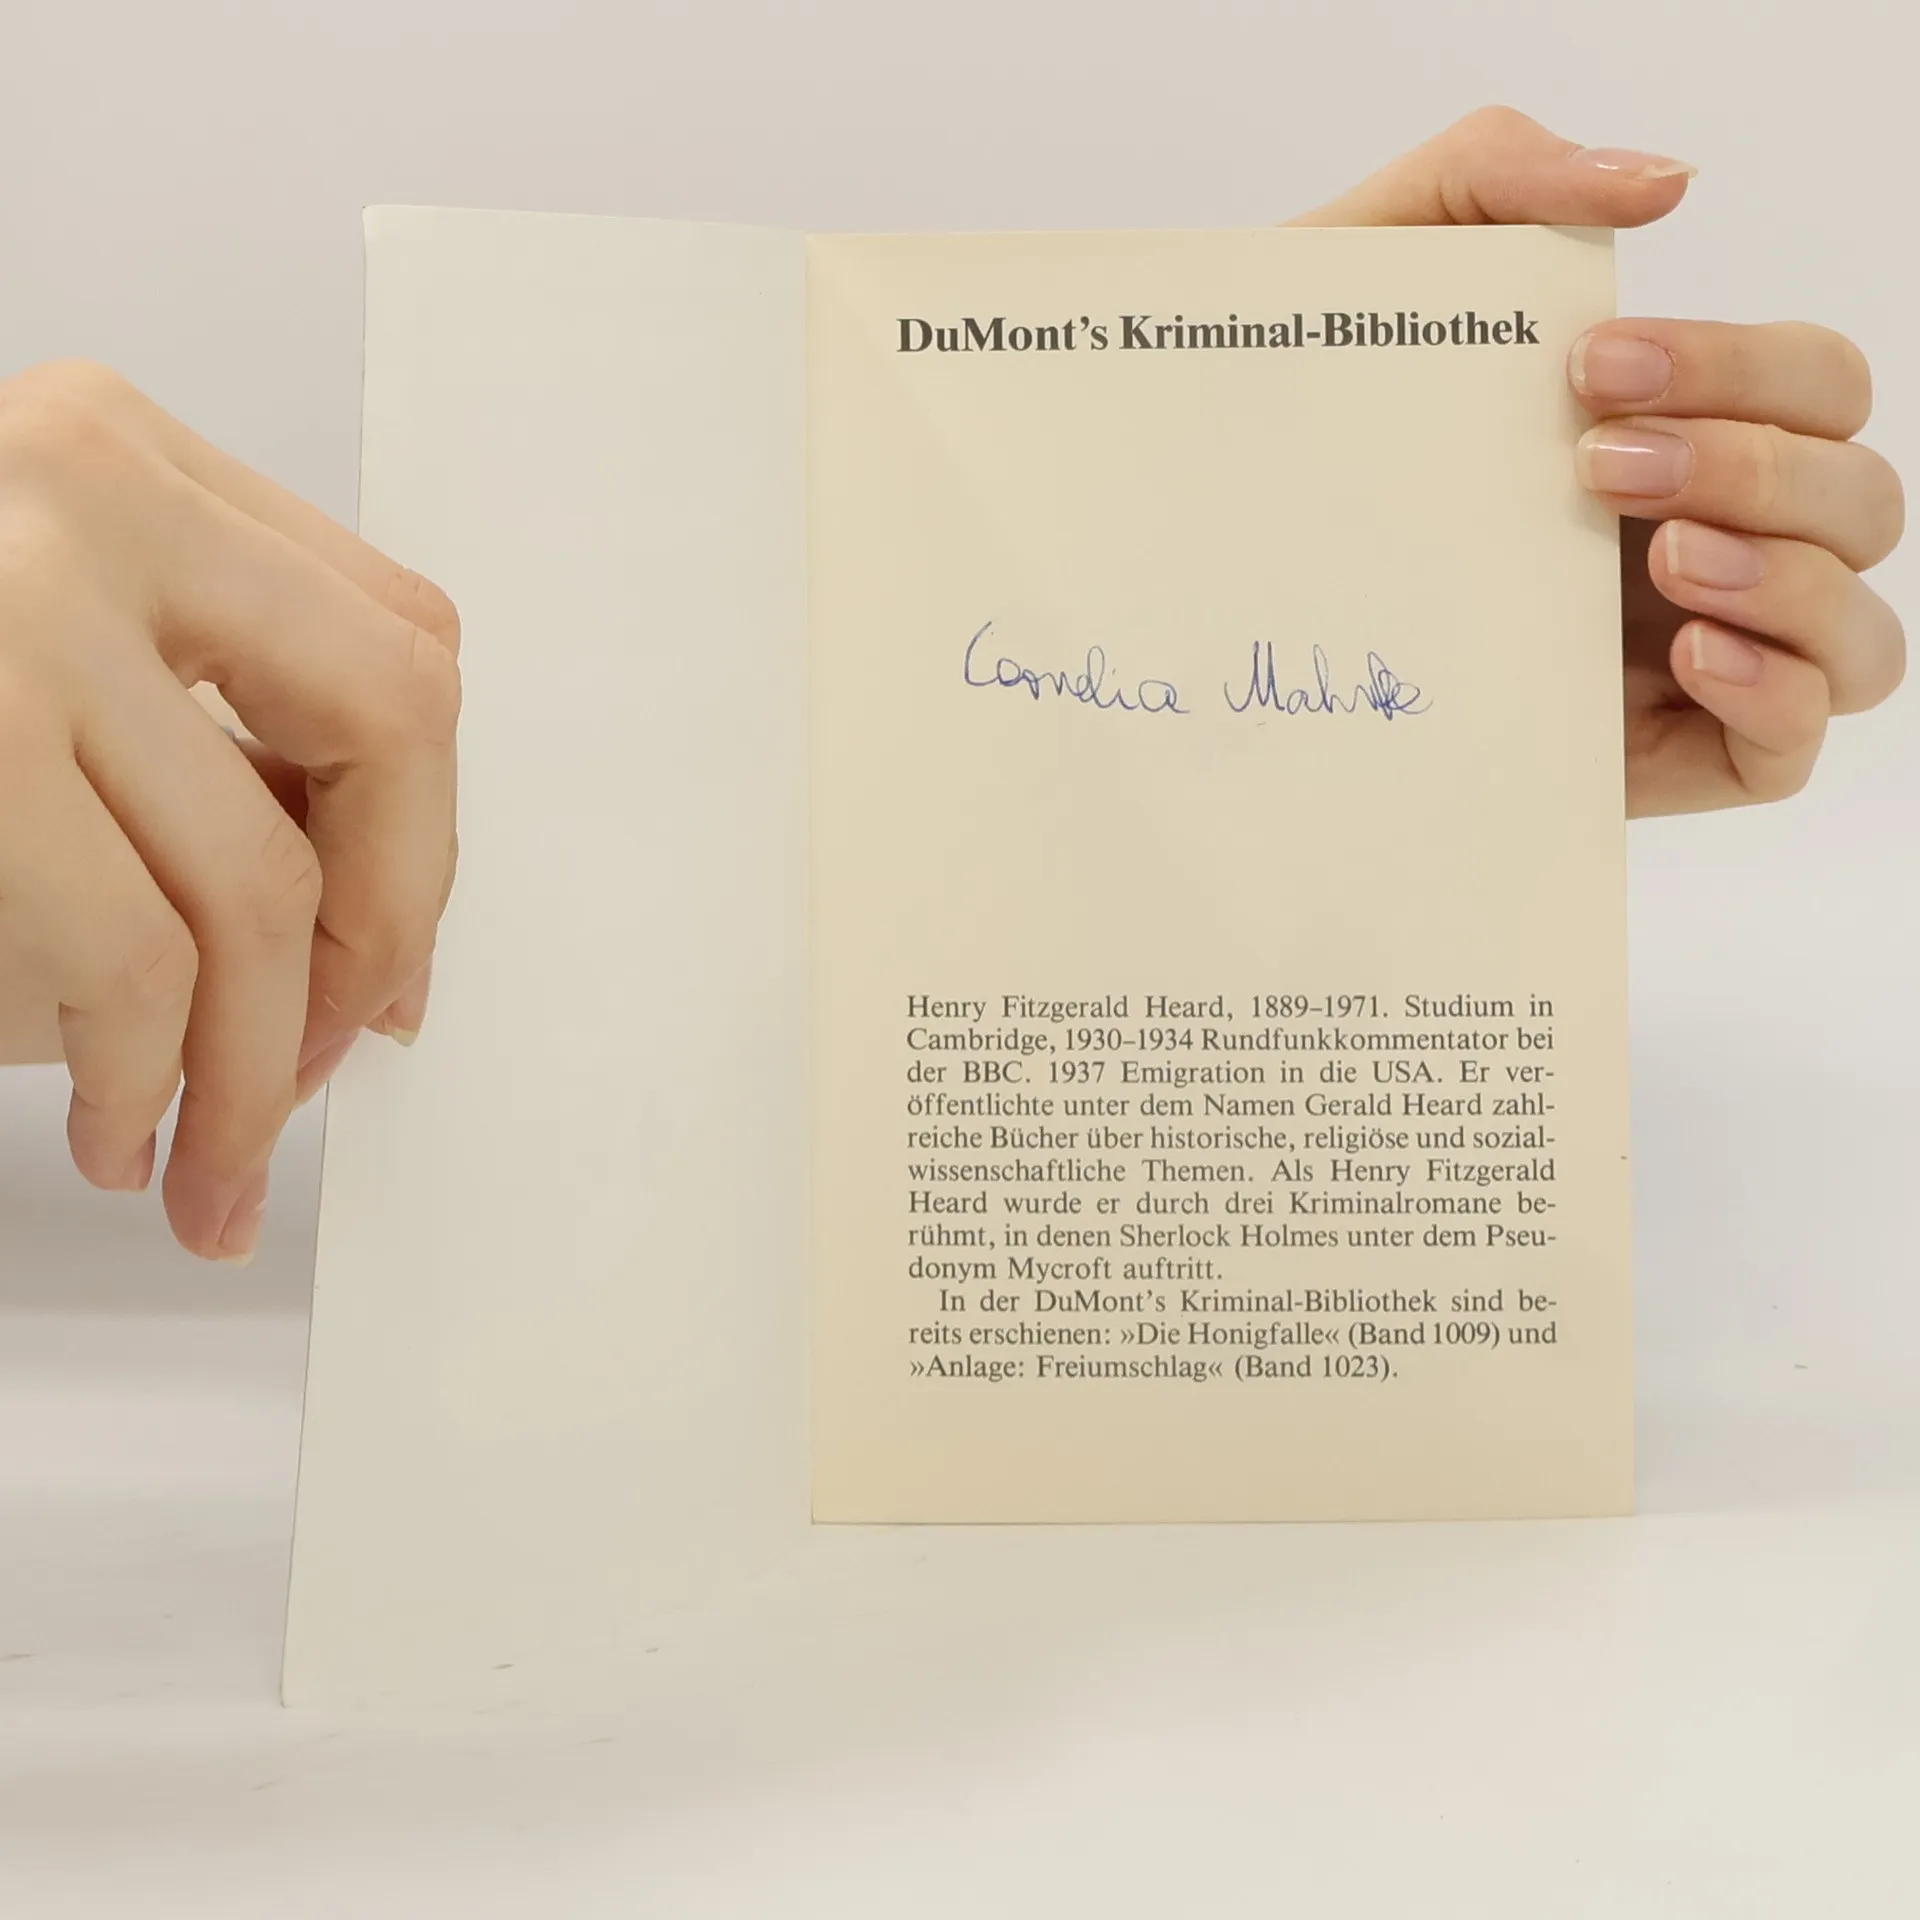 DuMont's Kriminal-Bibliothek
Cornelia
Henry Fitzgerald Heard, 1889–1971. Studium in
Cambridge, 1930–1934 Rundfunkkommentator bei
der BBC. 1937 Emigration in die USA. Er ver-
öffentlichte unter dem Namen Gerald Heard zahl-
reiche Bücher über historische, religiöse und sozial-
wissenschaftliche Themen. Als Henry Fitzgerald
Heard wurde er durch drei Kriminalromane be-
rühmt, in denen Sherlock Holmes unter dem Pseu-
donym Mycroft auftritt.
In der DuMont's Kriminal-Bibliothek sind be-
reits erschienen: »Die Honigfalle« (Band 1009) und
»Anlage: Freiumschlag« (Band 1023).